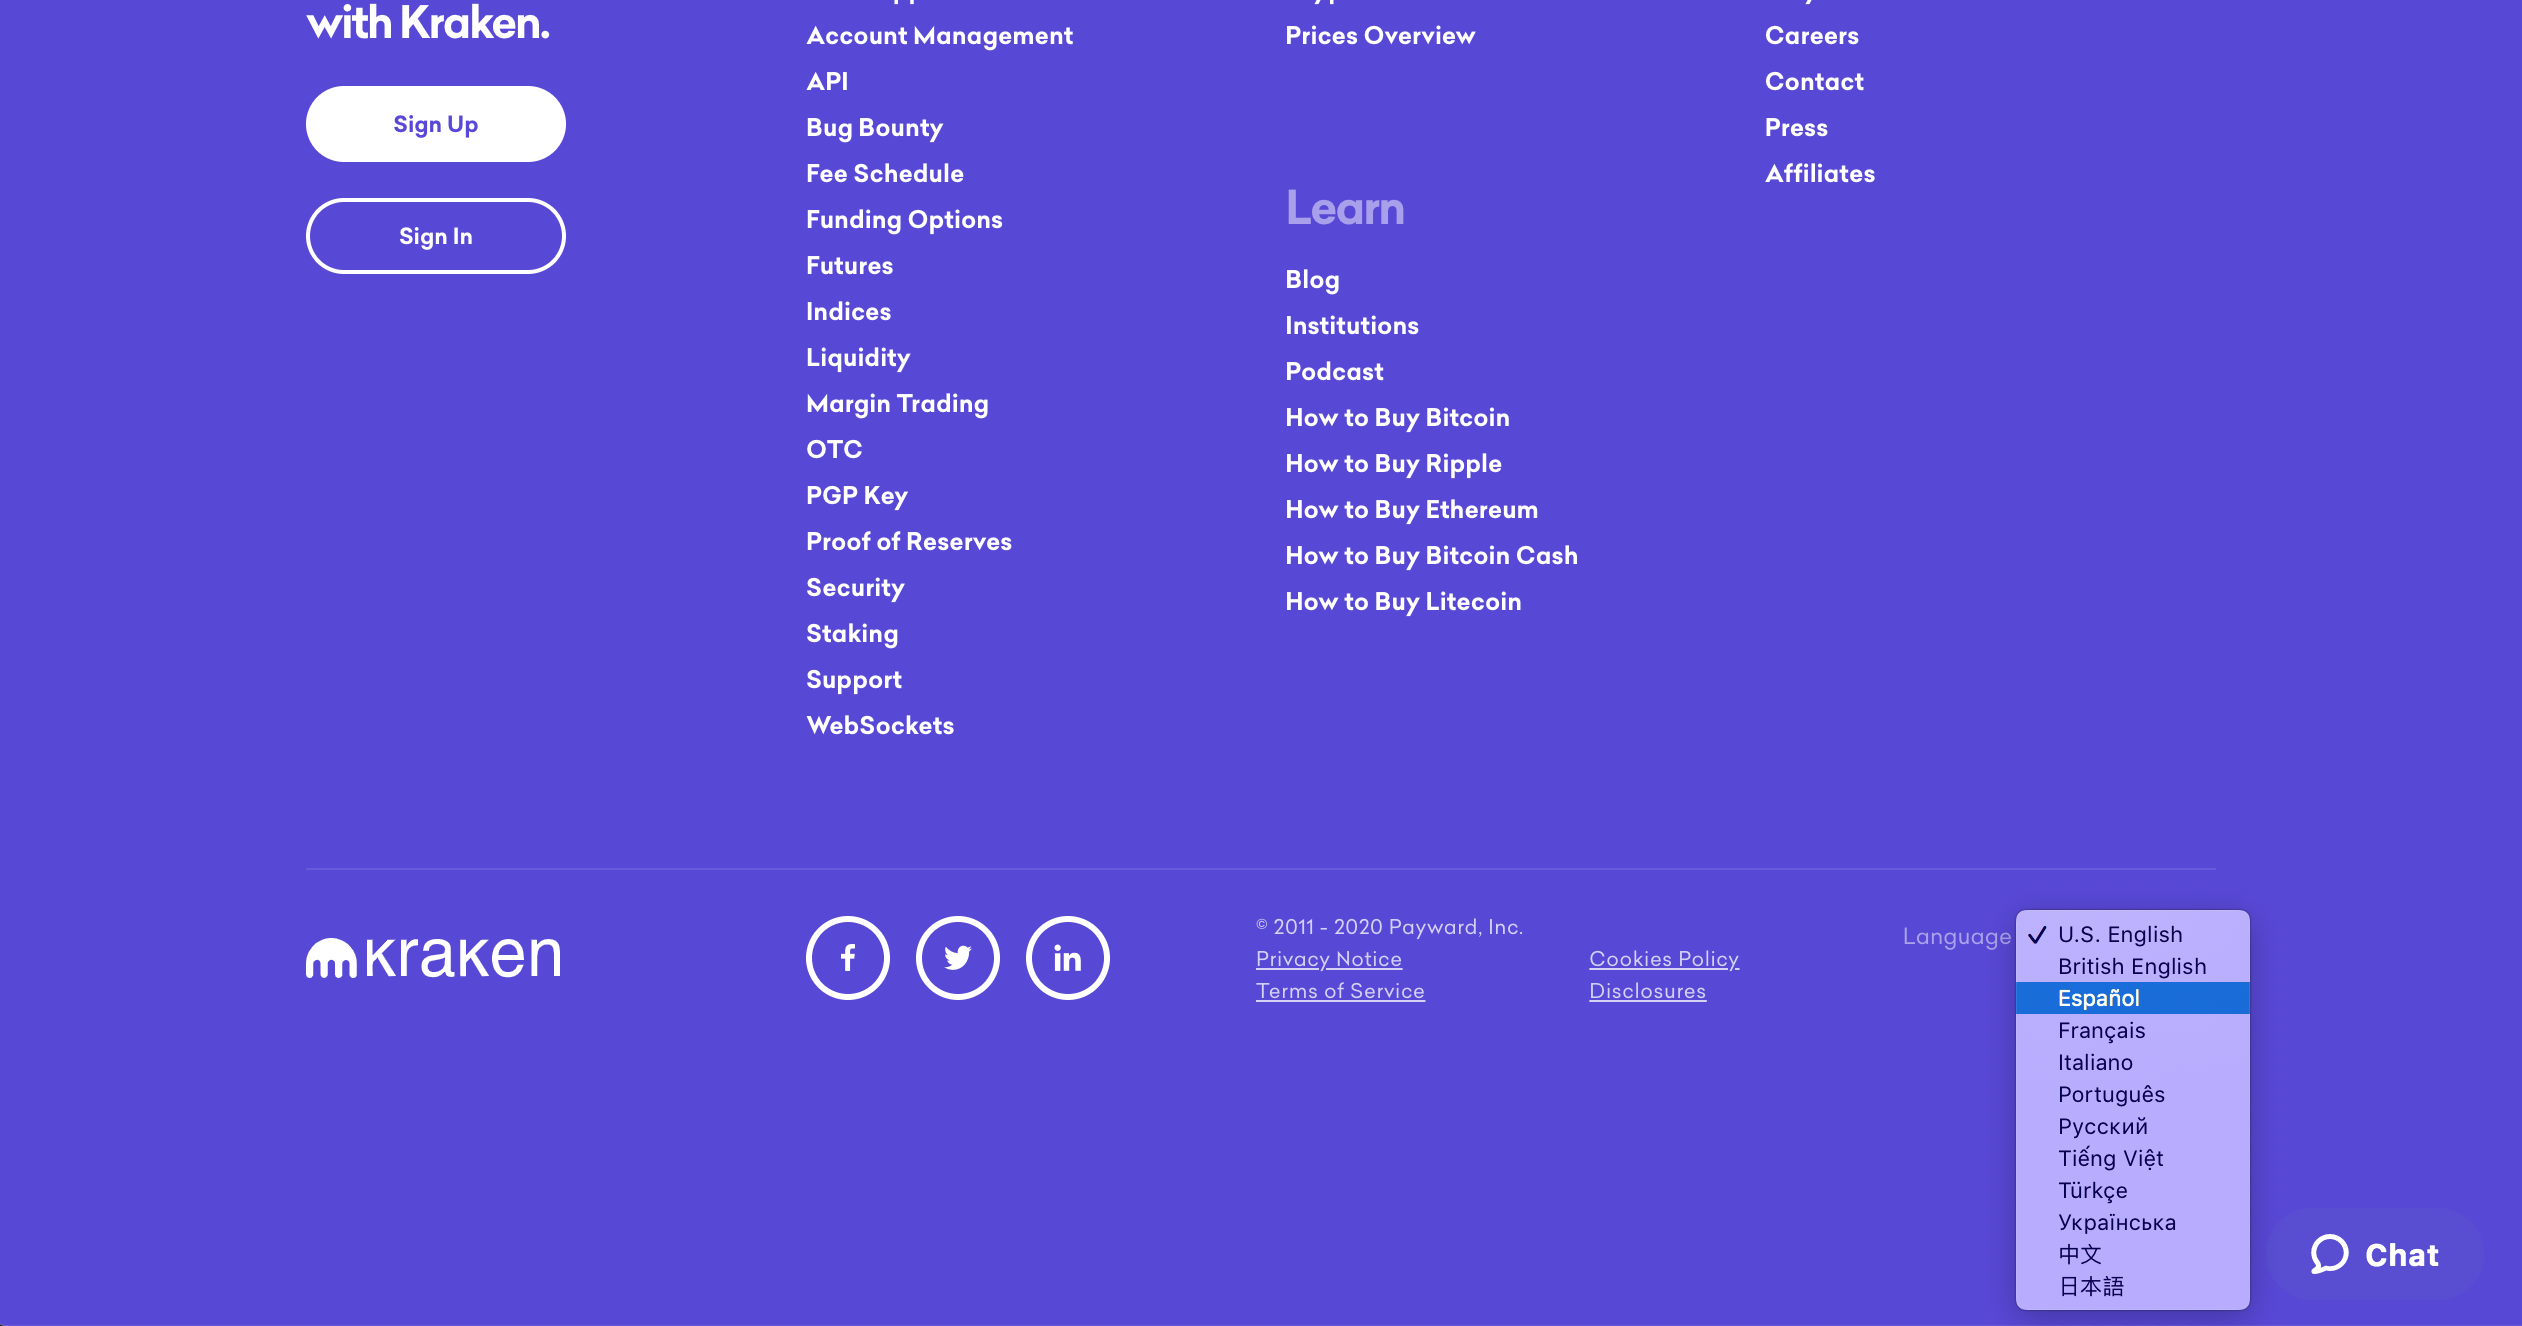 with Kraken.
Sign Up
Sign In
Account Management
API
Bug Bounty
Fee Schedule
Funding Options
Futures
Indices
Liquidity
Margin Trading
OTC
PGP Key
Proof of Reserves
Security
Staking
Support
WebSockets
Prices Overview
Learn
Blog
Institutions
Podcast
How to Buy Bitcoin
How to Buy Ripple
How to Buy Ethereum
How to Buy Bitcoin Cash
How to Buy Litecoin
Careers
Contact
Press
Affiliates
kraken
f
in
© 2011 - 2020 Payward, Inc.
Privacy Notice
Terms of Service
Cookies Policy
Disclosures
Language
✓ U.S. English
British English
Español
Français
Italiano
Português
Русский
Tiếng Việt
Türkçe
Українська
中文
日本語
Chat